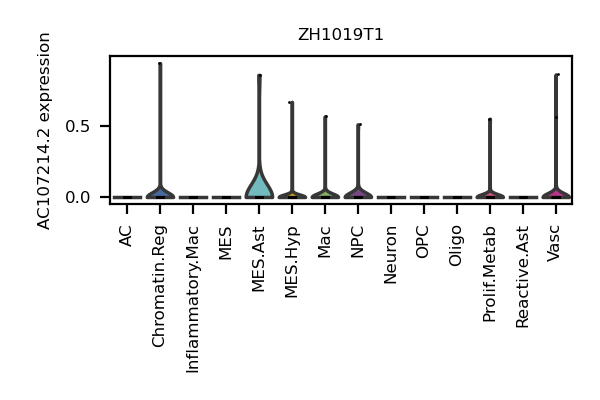 ZH1019T1
AC107214.2 expression
0.5
0.0
AC
Chromatin.Reg
Inflammatory.Mac
MES
MES.Ast
MES.Hyp
Mac
NPC
Neuron
OPC
Oligo
Prolif.Metab
Reactive.Ast
Vasc